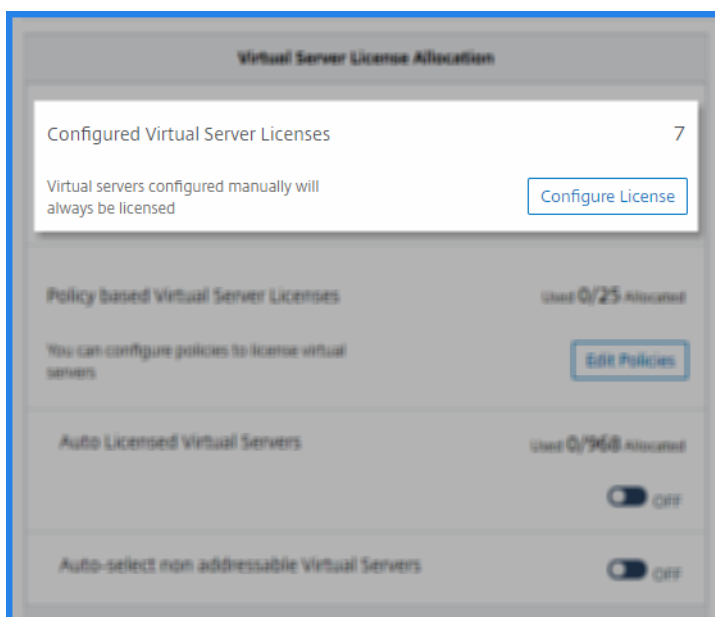 Virtual Server License Allocation
Configured Virtual Server Licenses 7
Virtual servers configured manually will
always be licensed
Configure License
Policy based Virtual Server Licenses Used 0/25 Allocated
You can configure policies to license virtual
servers
Edit Policies
Auto Licensed Virtual Servers Used 0/968 Allocated
OFF
Auto-select non addressable Virtual Servers
OFF